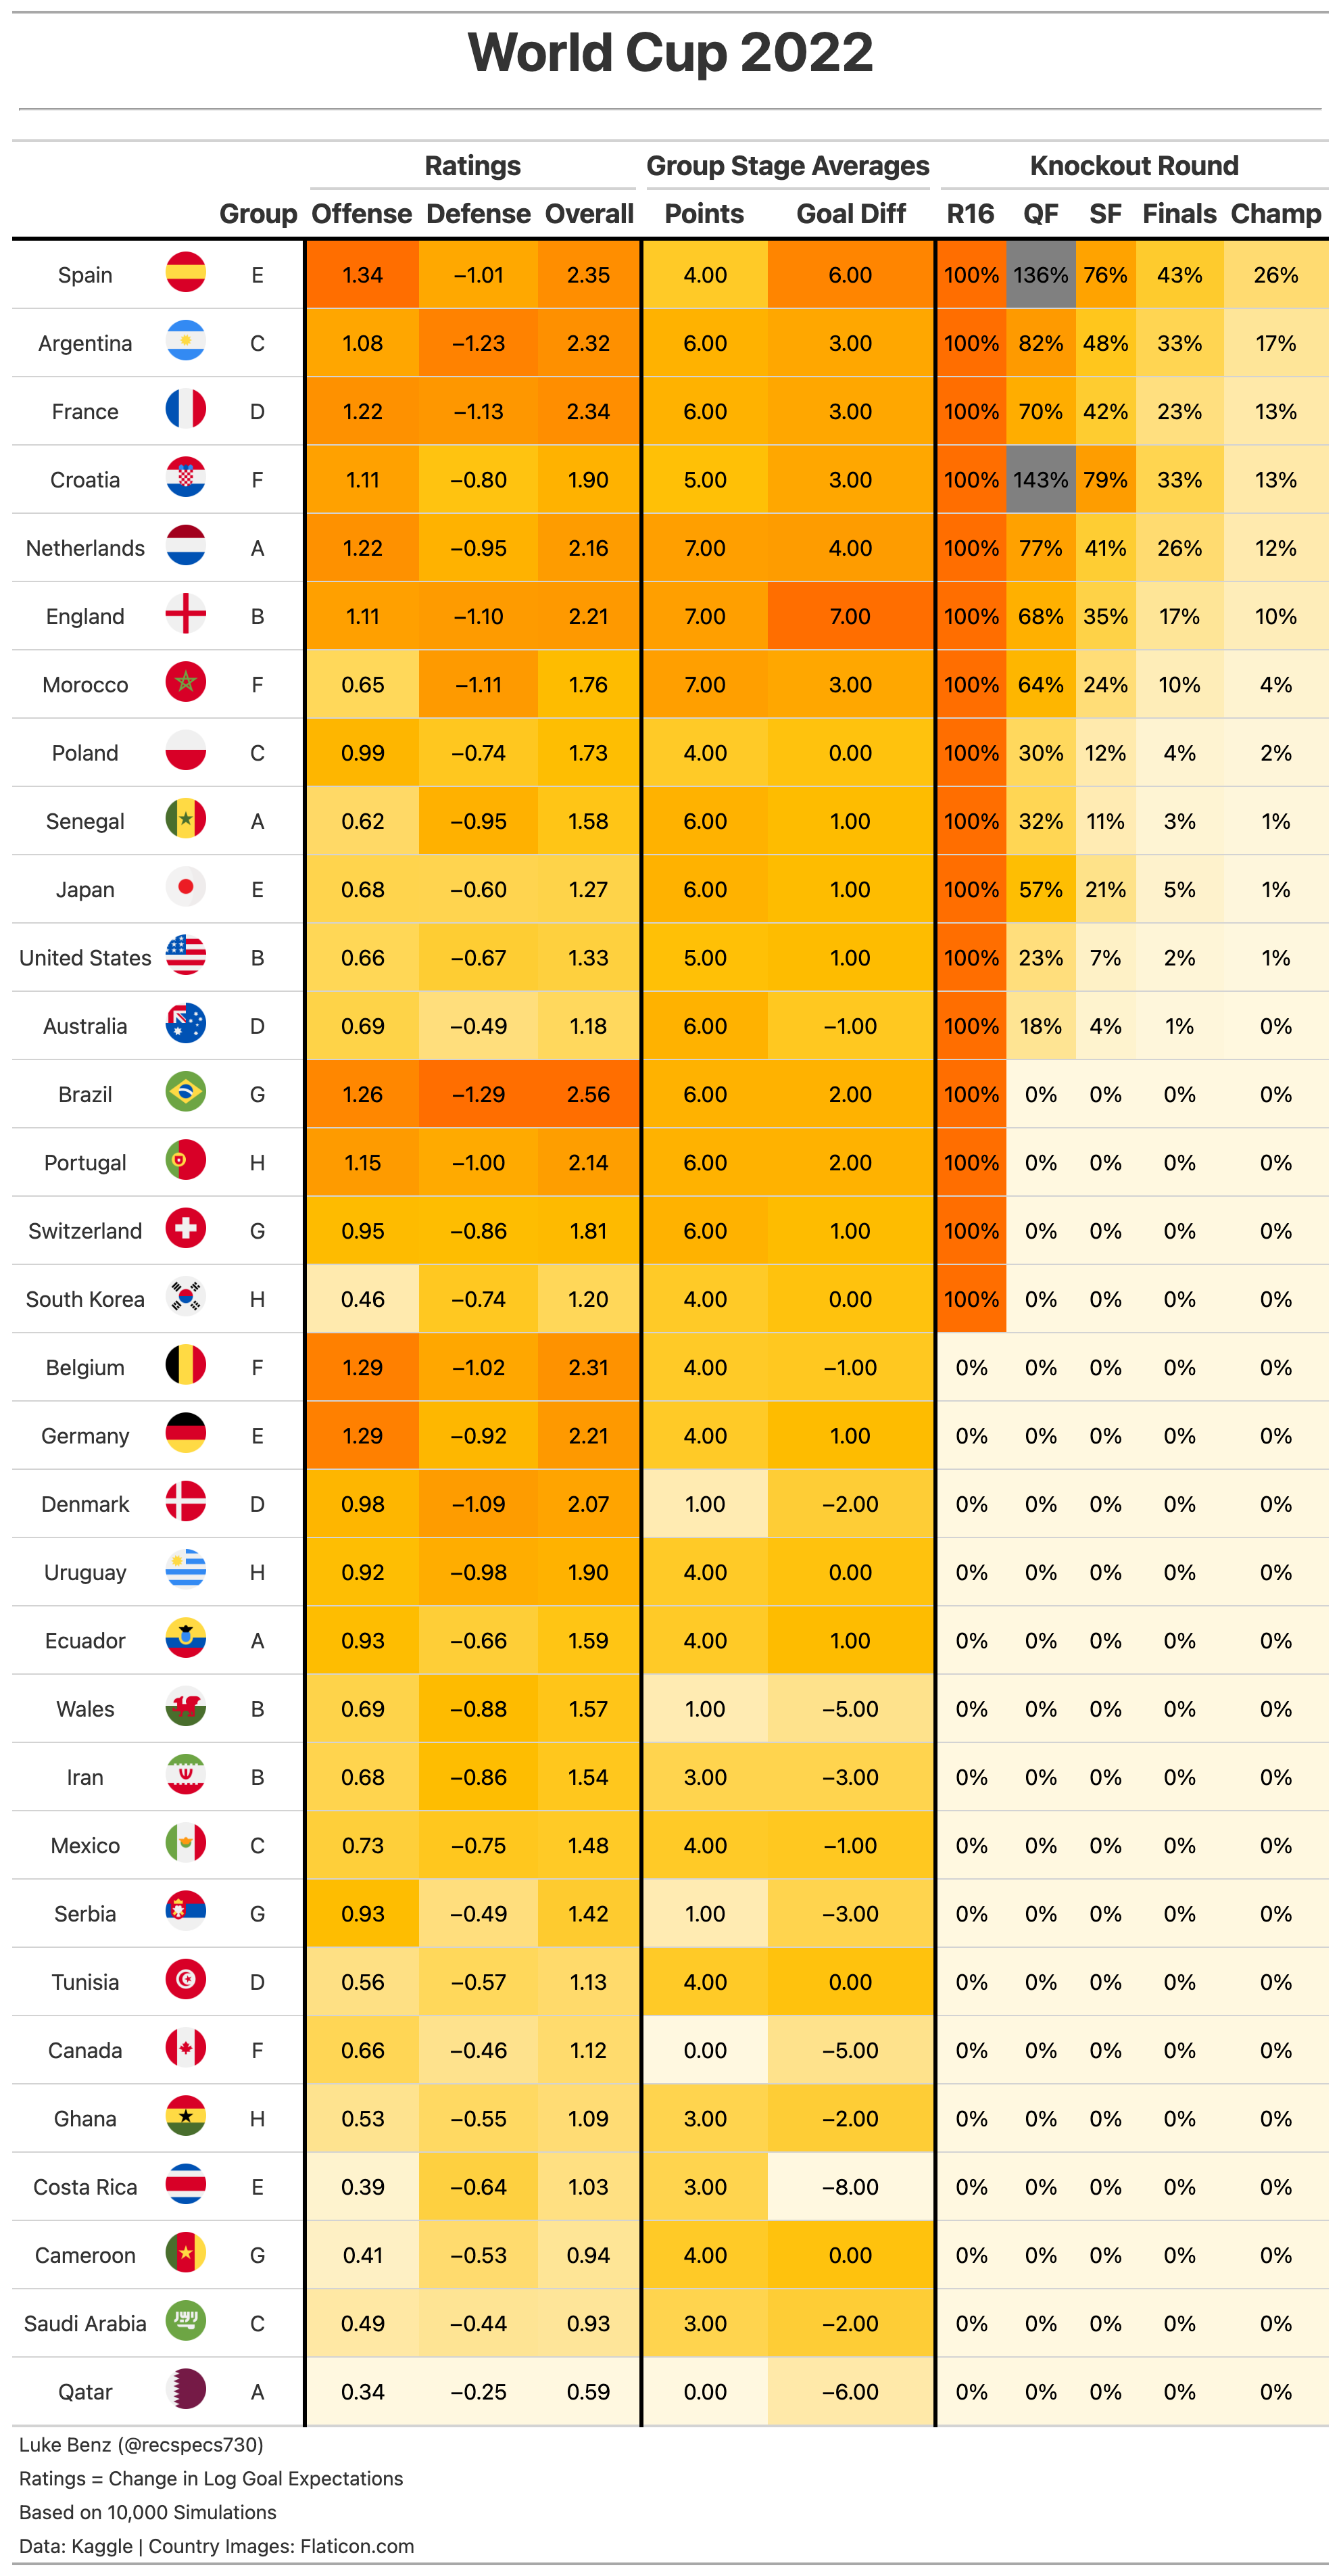 World Cup 2022
Ratings Group Stage Averages Knockout Round
Group Offense Defense Overall Points Goal Diff R16 QF SF Finals Champ
Spain E 1.34 −1.01 2.35 4.00 6.00 100% 136% 76% 43% 26%
Argentina C 1.08 −1.23 2.32 6.00 3.00 100% 82% 48% 33% 17%
France D 1.22 −1.13 2.34 6.00 3.00 100% 70% 42% 23% 13%
Croatia F 1.11 −0.80 1.90 5.00 3.00 100% 143% 79% 33% 13%
Netherlands A 1.22 −0.95 2.16 7.00 4.00 100% 77% 41% 26% 12%
England B 1.11 −1.10 2.21 7.00 7.00 100% 68% 35% 17% 10%
Morocco F 0.65 −1.11 1.76 7.00 3.00 100% 64% 24% 10% 4%
Poland C 0.99 −0.74 1.73 4.00 0.00 100% 30% 12% 4% 2%
Senegal A 0.62 −0.95 1.58 6.00 1.00 100% 32% 11% 3% 1%
Japan E 0.68 −0.60 1.27 6.00 1.00 100% 57% 21% 5% 1%
United States B 0.66 −0.67 1.33 5.00 1.00 100% 23% 7% 2% 1%
Australia D 0.69 −0.49 1.18 6.00 −1.00 100% 18% 4% 1% 0%
Brazil G 1.26 −1.29 2.56 6.00 2.00 100% 0% 0% 0% 0%
Portugal H 1.15 −1.00 2.14 6.00 2.00 100% 0% 0% 0% 0%
Switzerland G 0.95 −0.86 1.81 6.00 1.00 100% 0% 0% 0% 0%
South Korea H 0.46 −0.74 1.20 4.00 0.00 100% 0% 0% 0% 0%
Belgium F 1.29 −1.02 2.31 4.00 −1.00 0% 0% 0% 0% 0%
Germany E 1.29 −0.92 2.21 4.00 1.00 0% 0% 0% 0% 0%
Denmark D 0.98 −1.09 2.07 1.00 −2.00 0% 0% 0% 0% 0%
Uruguay H 0.92 −0.98 1.90 4.00 0.00 0% 0% 0% 0% 0%
Ecuador A 0.93 −0.66 1.59 4.00 1.00 0% 0% 0% 0% 0%
Wales B 0.69 −0.88 1.57 1.00 −5.00 0% 0% 0% 0% 0%
Iran B 0.68 −0.86 1.54 3.00 −3.00 0% 0% 0% 0% 0%
Mexico C 0.73 −0.75 1.48 4.00 −1.00 0% 0% 0% 0% 0%
Serbia G 0.93 −0.49 1.42 1.00 −3.00 0% 0% 0% 0% 0%
Tunisia D 0.56 −0.57 1.13 4.00 0.00 0% 0% 0% 0% 0%
Canada F 0.66 −0.46 1.12 0.00 −5.00 0% 0% 0% 0% 0%
Ghana H 0.53 −0.55 1.09 3.00 −2.00 0% 0% 0% 0% 0%
Costa Rica E 0.39 −0.64 1.03 3.00 −8.00 0% 0% 0% 0% 0%
Cameroon G 0.41 −0.53 0.94 4.00 0.00 0% 0% 0% 0% 0%
Saudi Arabia C 0.49 −0.44 0.93 3.00 −2.00 0% 0% 0% 0% 0%
Qatar A 0.34 −0.25 0.59 0.00 −6.00 0% 0% 0% 0% 0%
Luke Benz (@recspecs730)
Ratings = Change in Log Goal Expectations
Based on 10,000 Simulations
Data: Kaggle | Country Images: Flaticon.com